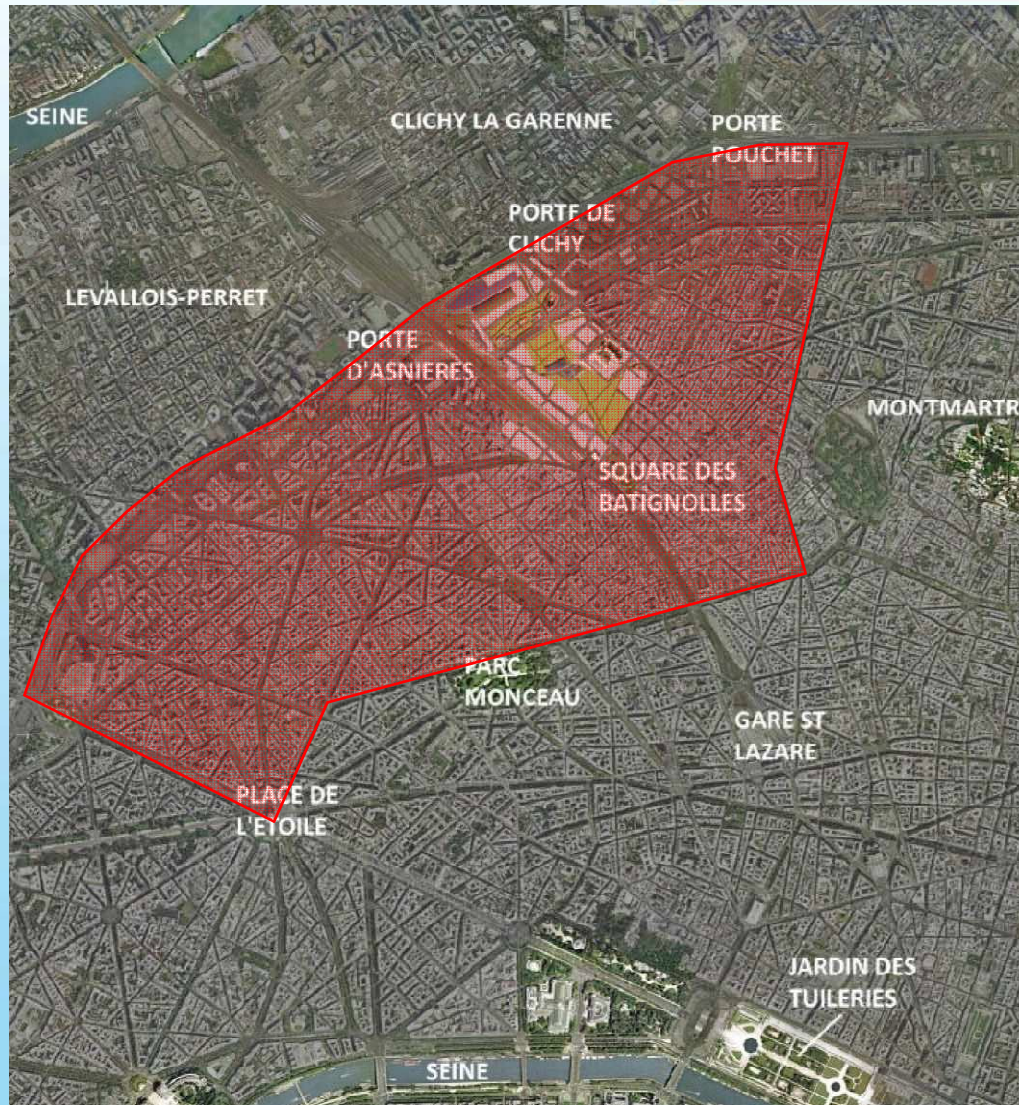 SEINE
CLICHY LA GARENNE
PORTE
POUCHET
PORTE DE
CLICHY
LEVALLOIS-PERRET
PORTE
D'ASNIERES
MONTMARTR
SQUARE DES
BATIGNOLLES
PARC
MONCEAU
GARE ST
LAZARE
PLACE DE
L'ETOILE
JARDIN DES
TUILERIES
SEINE